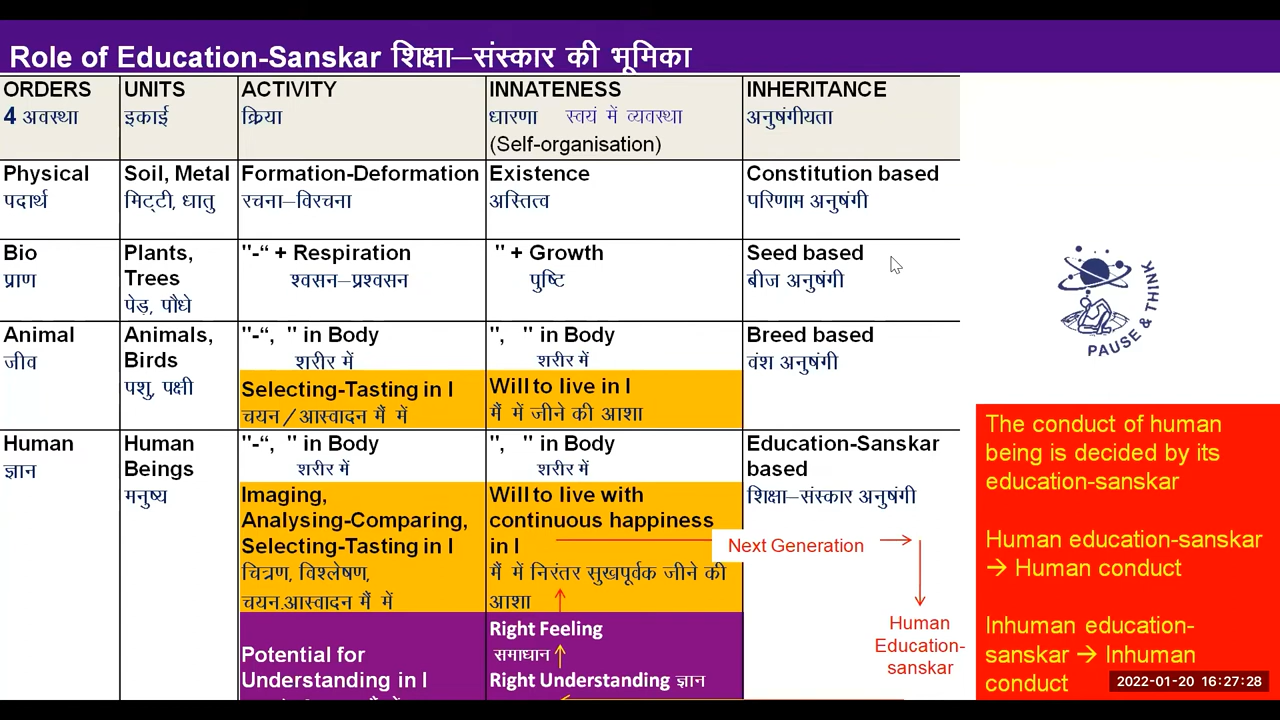 Role of Education-Sanskar शिक्षा–संस्कार की भूमिका
ORDERS
4 अवस्था
UNITS
इकाई
ACTIVITY
क्रिया
INNATENESS
धारणा स्वयं में व्यवस्था
(Self-organisation)
INHERITANCE
अनुषंगीयता
Physical
पदार्थ
Soil, Metal
मिट्टी, धातु
Formation-Deformation
रचना–विरचना
Existence
अस्तित्व
Constitution based
परिणाम अनुषंगी
Bio
प्राण
Plants,
Trees
पेड़, पौधे
"-“ + Respiration
श्वसन–प्रश्वसन
" + Growth
पुष्टि
Seed based
बीज अनुषंगी
Animal
जीव
Animals,
Birds
पशु, पक्षी
"-“, " in Body
शरीर में
Selecting-Tasting in I
चयन/आस्वादन मैं में
", " in Body
शरीर में
Will to live in I
मैं में जीने की आशा
Breed based
वंश अनुषंगी
Human
ज्ञान
Human
Beings
मनुष्य
"-“, " in Body
शरीर में
Imaging,
Analysing-Comparing,
Selecting-Tasting in I
चित्रण, विश्लेषण,
चयन.आस्वादन मैं में
Potential for
Understanding in I
", " in Body
शरीर में
Will to live with
continuous happiness
in I
मैं में निरंतर सुखपूर्वक जीने की
आशा
Right Feeling
समाधान
Right Understanding ज्ञान
Education-Sanskar
based
शिक्षा–संस्कार अनुषंगी
Next Generation
Human
Education-
sanskar
PAUSE & THINK
The conduct of human
being is decided by its
education-sanskar
Human education-sanskar
→ Human conduct
Inhuman education-
sanskar → Inhuman
conduct
2022-01-20 16:27:28